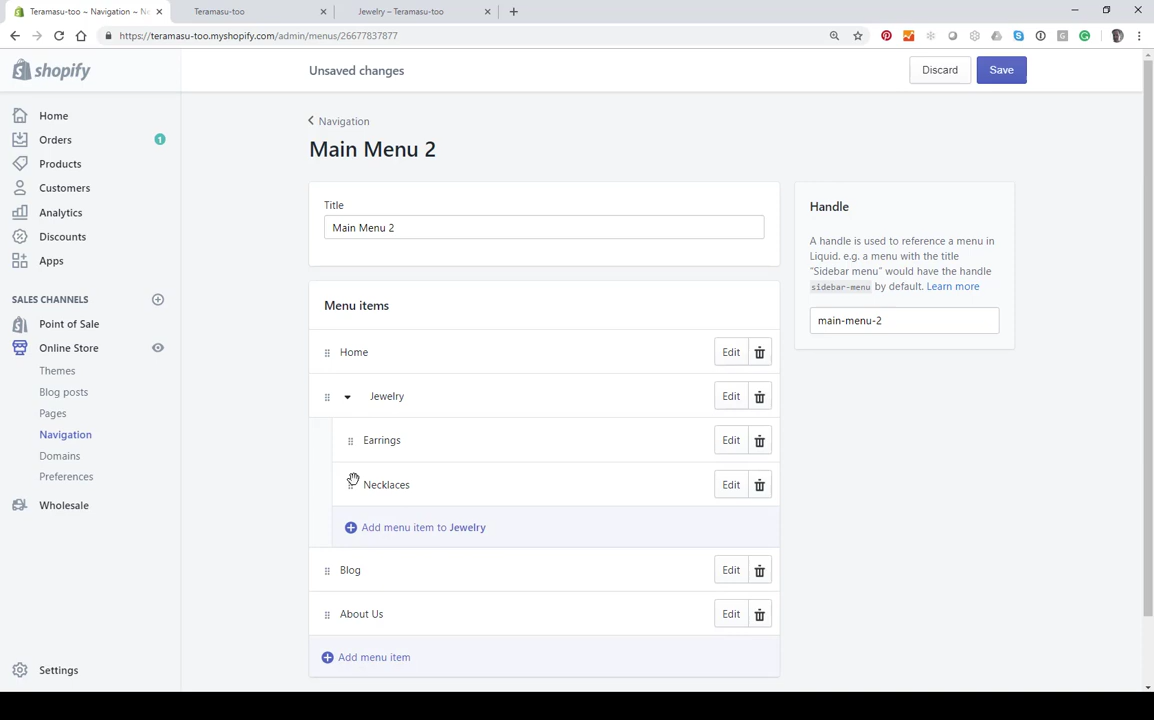 Teramasu-too ~ Navigation ~ Ne
Teramasu-too
Jewelry – Teramasu-too
https://teramasu-too.myshopify.com/admin/menus/26677837877
shopify
Unsaved changes
Discard
Save
Home
Orders
1
Products
Customers
Analytics
Discounts
Apps
SALES CHANNELS
Point of Sale
Online Store
Themes
Blog posts
Pages
Navigation
Domains
Preferences
Wholesale
Settings
Navigation
Main Menu 2
Title
Main Menu 2
Menu items
Home
Edit
Jewelry
Edit
Earrings
Edit
Necklaces
Edit
Add menu item to Jewelry
Blog
Edit
About Us
Edit
Add menu item
Handle
A handle is used to reference a menu in
Liquid. e.g. a menu with the title
"Sidebar menu" would have the handle
sidebar-menu by default. Learn more
main-menu-2